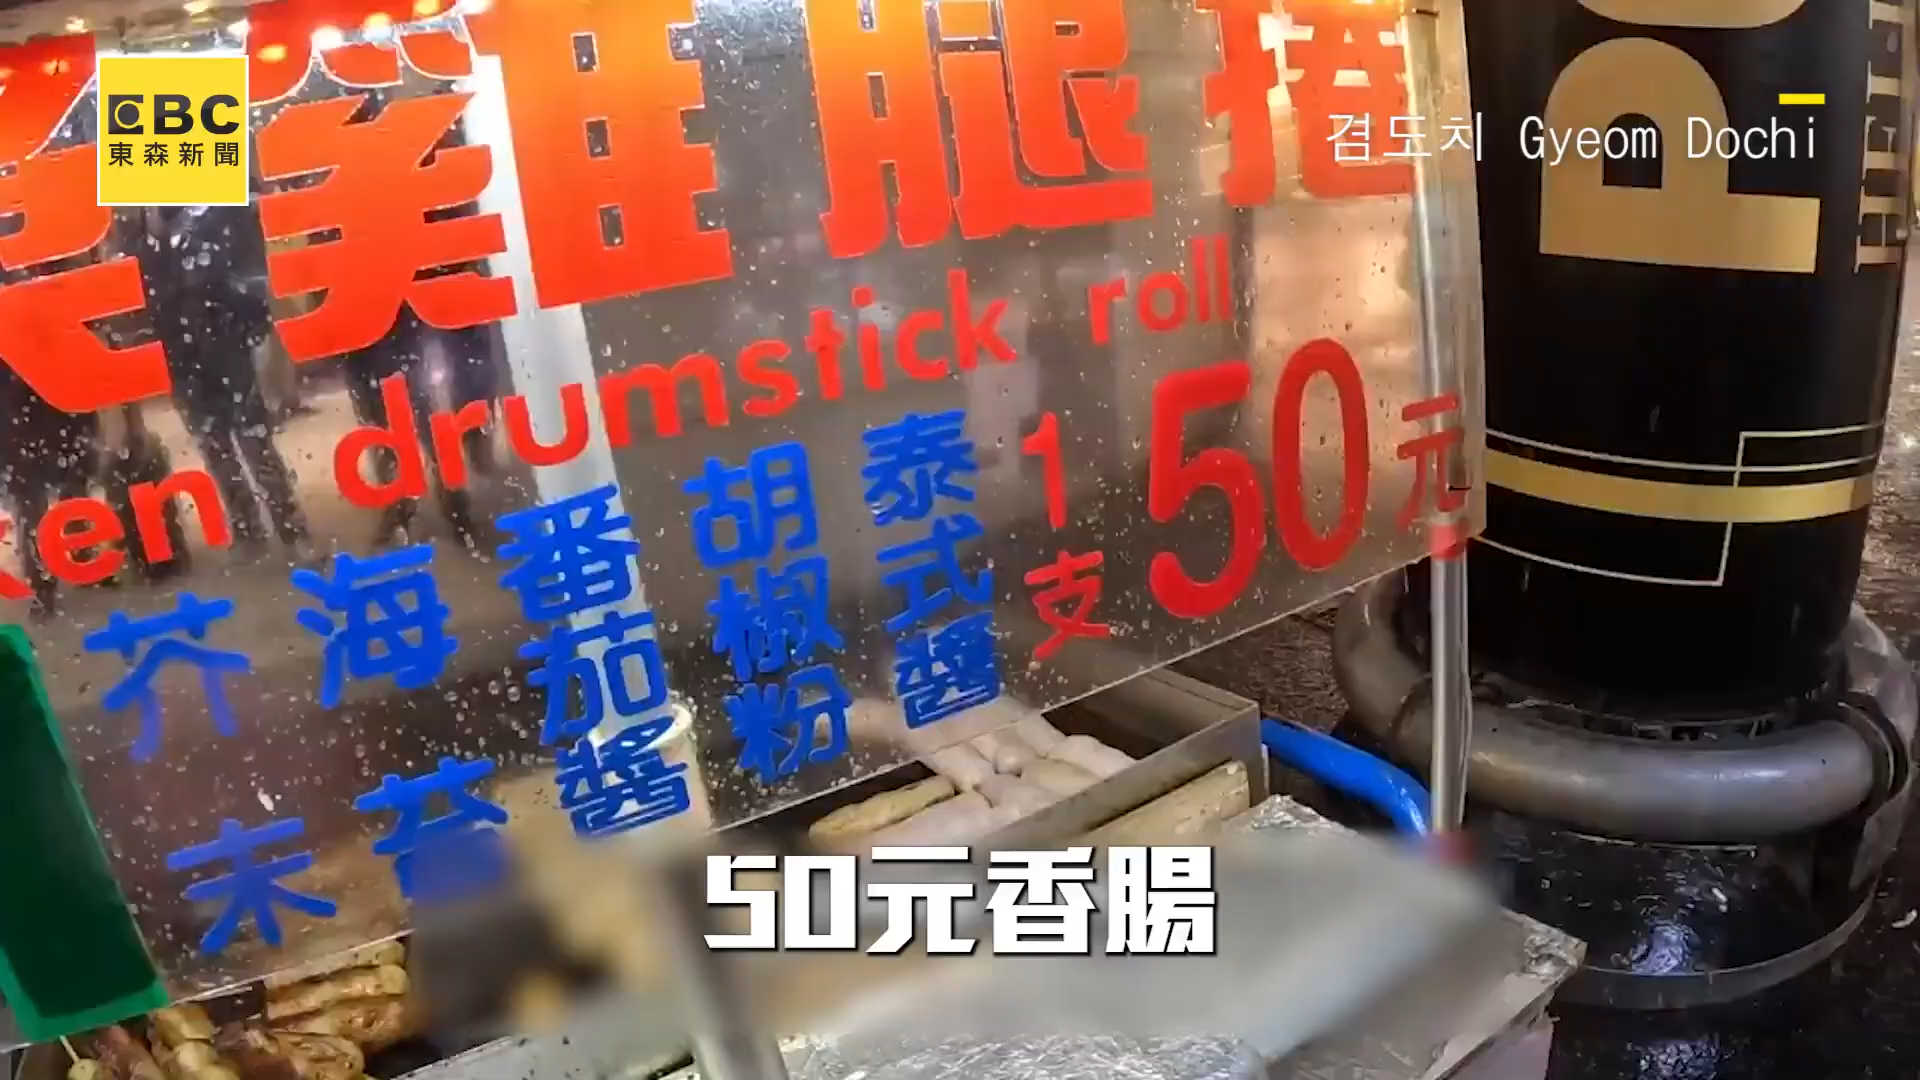 EBC
東森新聞
겸도치 Gyeom Dochi
雞腿捲
ken drumstick roll
芥末
海苔
番茄醬
胡椒粉
泰式醬
1支50元
50元香腸